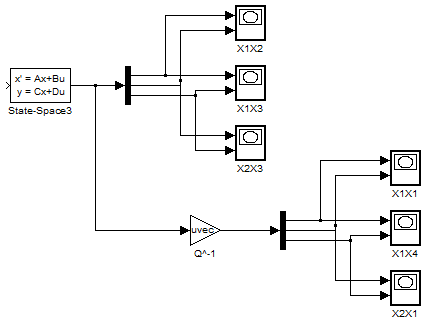 X1X2
x' = Ax+Bu
y = Cx+Du
State-Space3
X1X3
X2X3
X1X1
uvec
Q^-1
X1X4
X2X1